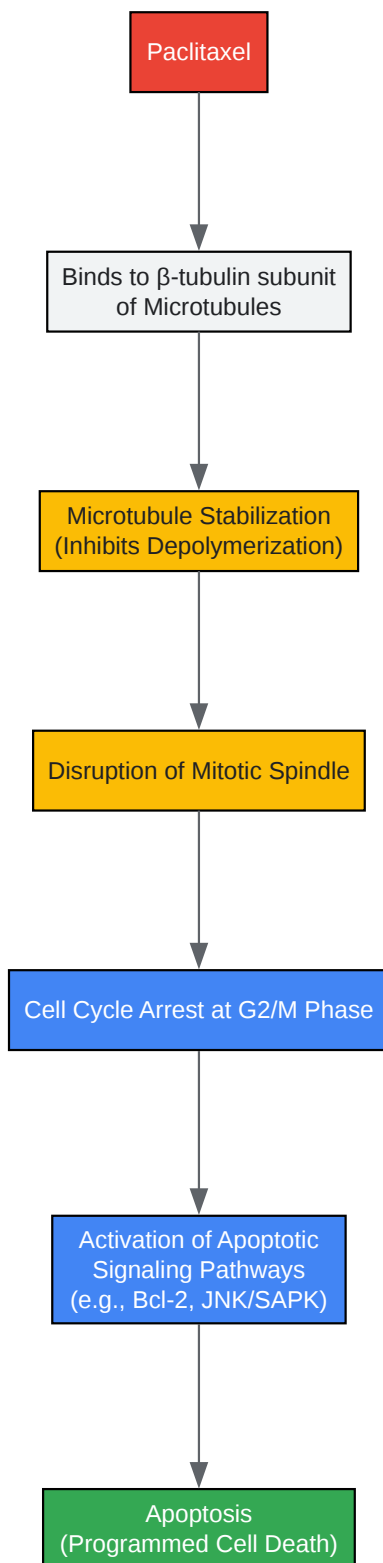 Paclitaxel
Binds to β-tubulin subunit
of Microtubules
Microtubule Stabilization
(Inhibits Depolymerization)
Disruption of Mitotic Spindle
Cell Cycle Arrest at G2/M Phase
Activation of Apoptotic
Signaling Pathways
(e.g., Bcl-2, JNK/SAPK)
Apoptosis
(Programmed Cell Death)